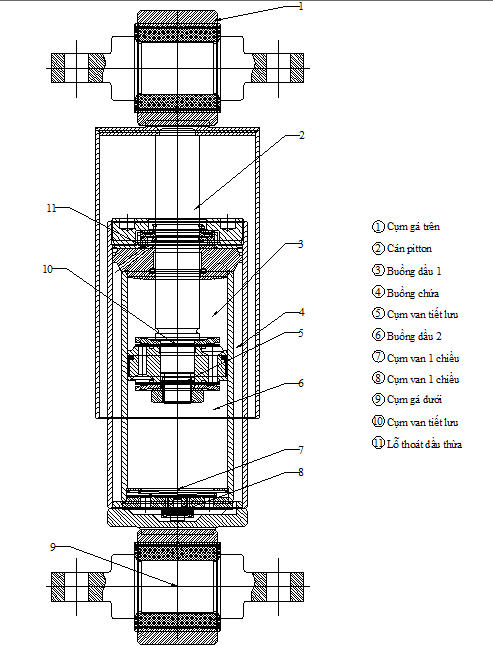 1
2
11
3
10
4
5
6
7
8
9
① Cụm gá trên
② Cán pitton
③ Buồng dầu 1
④ Buồng chứa
⑤ Cụm van tiết lưu
⑥ Buồng dầu 2
⑦ Cụm van 1 chiều
⑧ Cụm van 1 chiều
⑨ Cụm gá dưới
⑩ Cụm van tiết lưu
⑪ Lỗ thoát dầu thừa